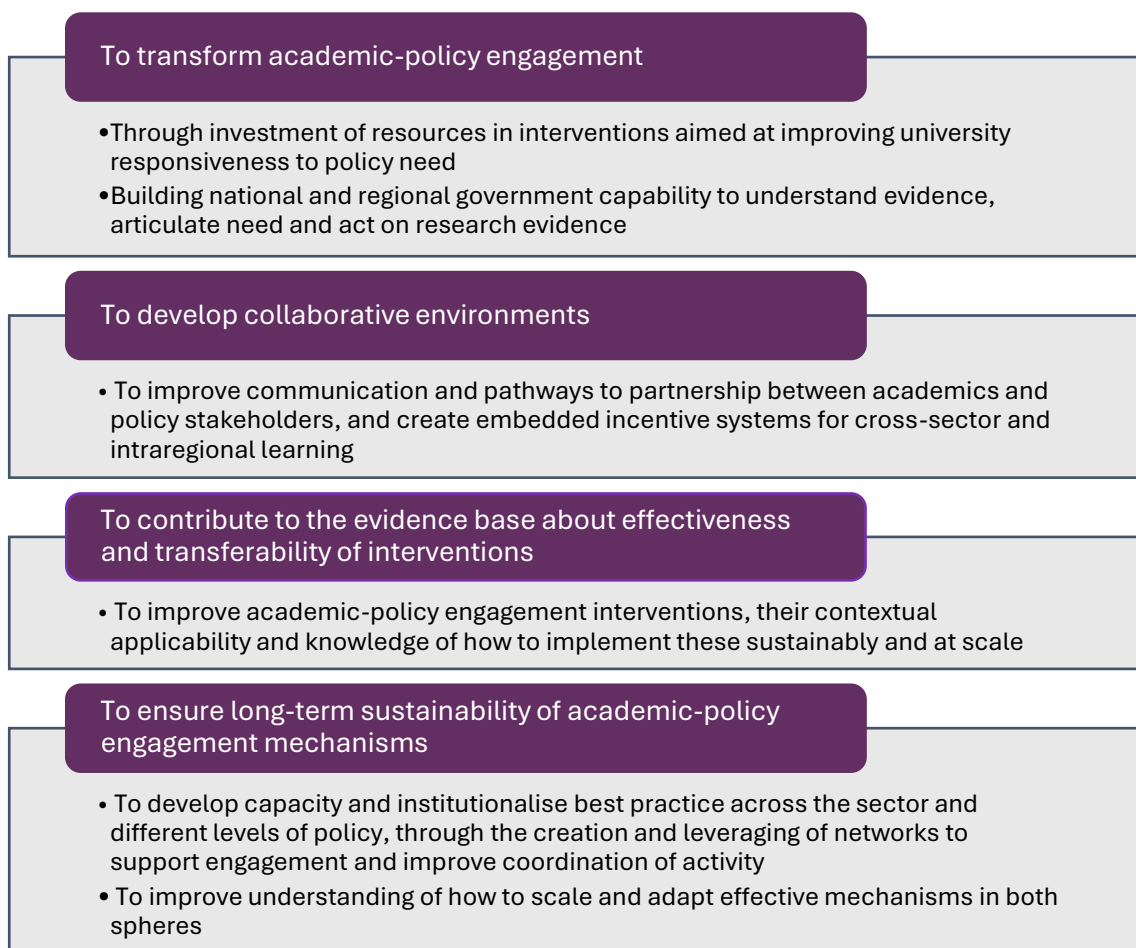 To transform academic-policy engagement
•Through investment of resources in interventions aimed at improving university
responsiveness to policy need
•Building national and regional government capability to understand evidence,
articulate need and act on research evidence
To develop collaborative environments
• To improve communication and pathways to partnership between academics and
policy stakeholders, and create embedded incentive systems for cross-sector and
intraregional learning
To contribute to the evidence base about effectiveness
and transferability of interventions
• To improve academic-policy engagement interventions, their contextual
applicability and knowledge of how to implement these sustainably and at scale
To ensure long-term sustainability of academic-policy
engagement mechanisms
• To develop capacity and institutionalise best practice across the sector and
different levels of policy, through the creation and leveraging of networks to
support engagement and improve coordination of activity
• To improve understanding of how to scale and adapt effective mechanisms in both
spheres